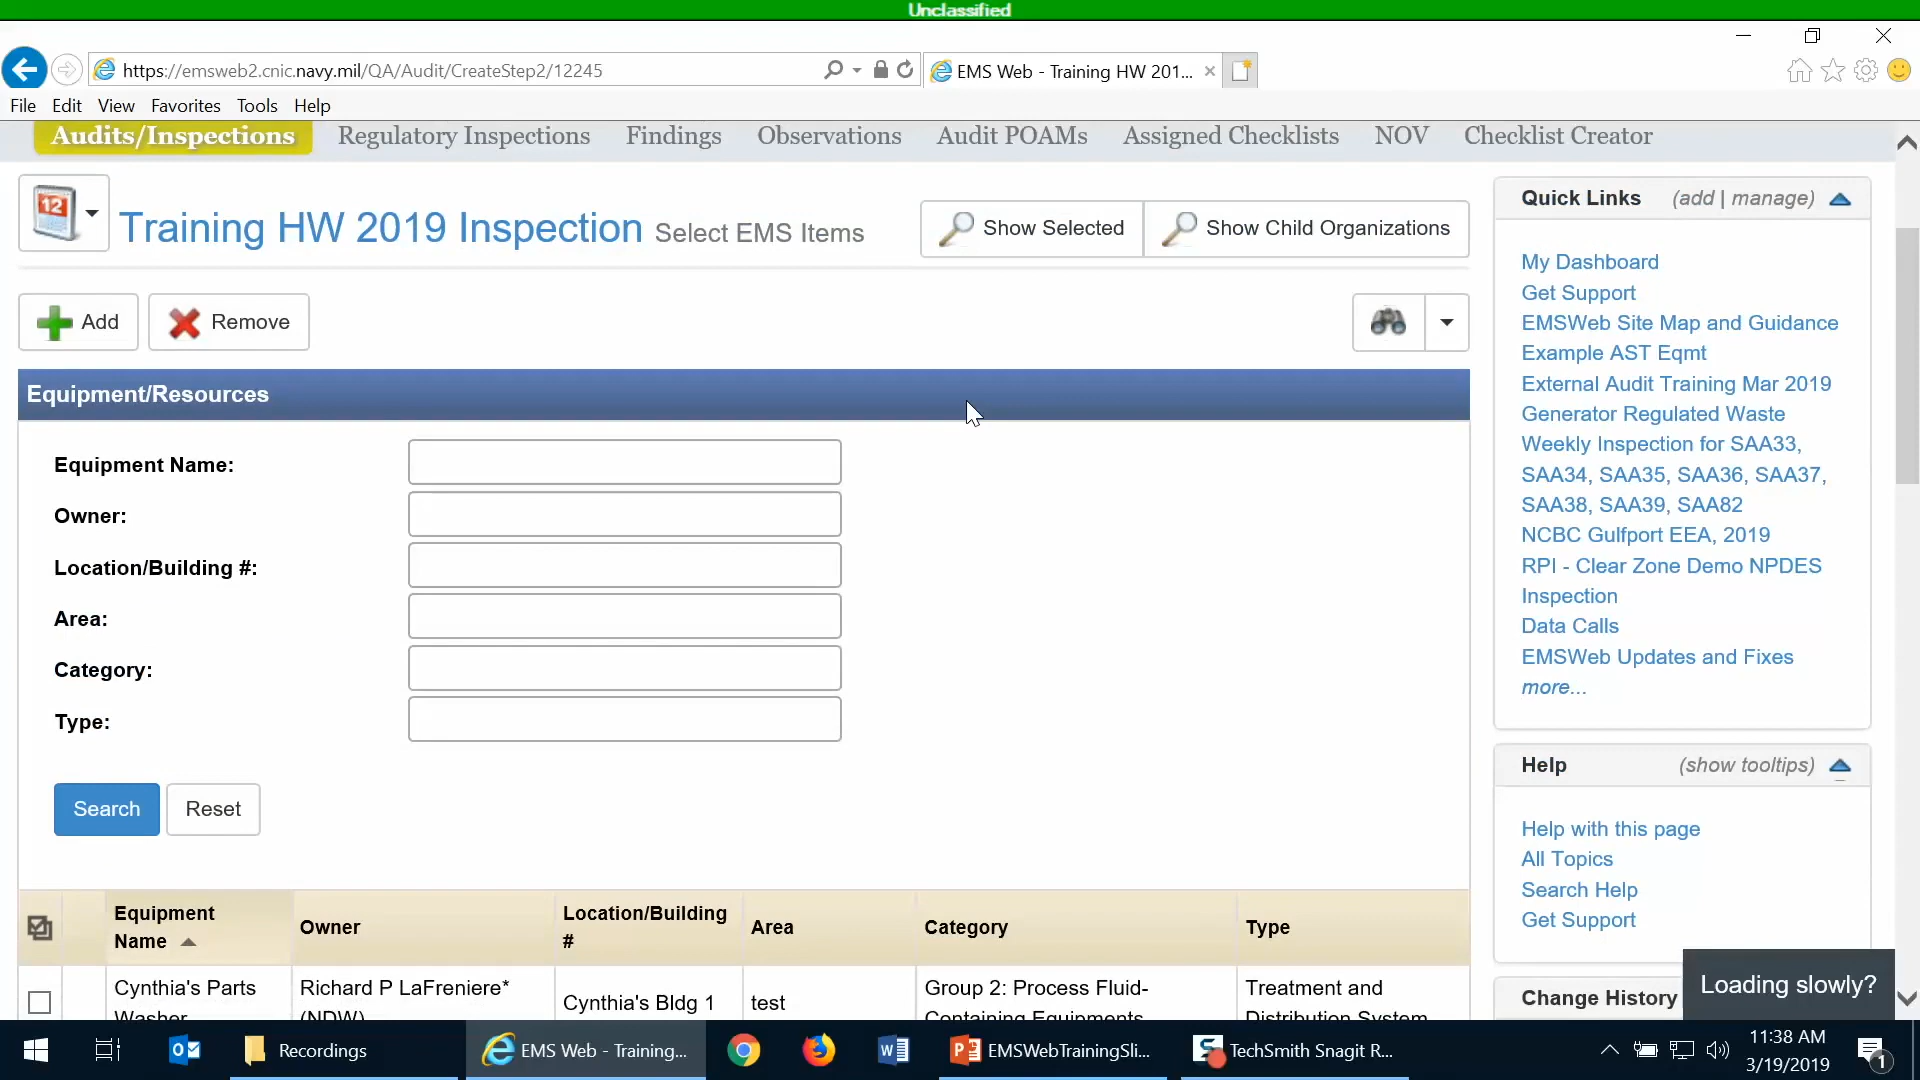 Unclassified
https://emsweb2.cnic.navy.mil/QA/Audit/CreateStep2/12245
EMS Web - Training HW 201...
File Edit View Favorites Tools Help
Audits/Inspections Regulatory Inspections Findings Observations Audit POAMs Assigned Checklists NOV Checklist Creator
12
Training HW 2019 Inspection Select EMS Items
Show Selected
Show Child Organizations
Add
Remove
Equipment/Resources
Equipment Name:
Owner:
Location/Building #:
Area:
Category:
Type:
Search
Reset
Equipment Name
Owner
Location/Building #
Area
Category
Type
Cynthia's Parts
Washer
Richard P LaFreniere*
(NDW)
Cynthia's Bldg 1
test
Group 2: Process Fluid-
Containing Equipments
Treatment and
Distribution System
Quick Links (add | manage)
My Dashboard
Get Support
EMSWeb Site Map and Guidance
Example AST Eqmt
External Audit Training Mar 2019
Generator Regulated Waste
Weekly Inspection for SAA33,
SAA34, SAA35, SAA36, SAA37,
SAA38, SAA39, SAA82
NCBC Gulfport EEA, 2019
RPI - Clear Zone Demo NPDES
Inspection
Data Calls
EMSWeb Updates and Fixes
more...
Help (show tooltips)
Help with this page
All Topics
Search Help
Get Support
Change History
Loading slowly?
Recordings
EMS Web - Training...
EMSWebTrainingSli...
TechSmith Snagit R...
11:38 AM
3/19/2019
1